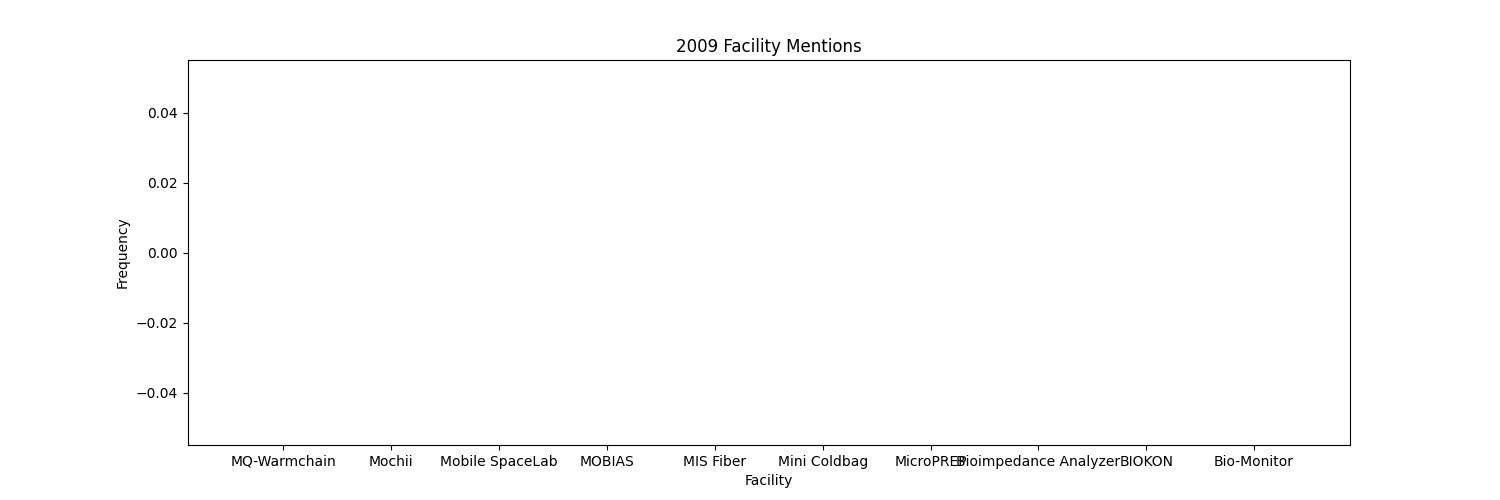 2009 Facility Mentions
0.04
0.02
0.00
−0.02
−0.04
Frequency
MQ-Warmchain Mochii Mobile SpaceLab MOBIAS MIS Fiber Mini Coldbag MicroPREP Bioimpedance Analyzer BIOKON Bio-Monitor
Facility